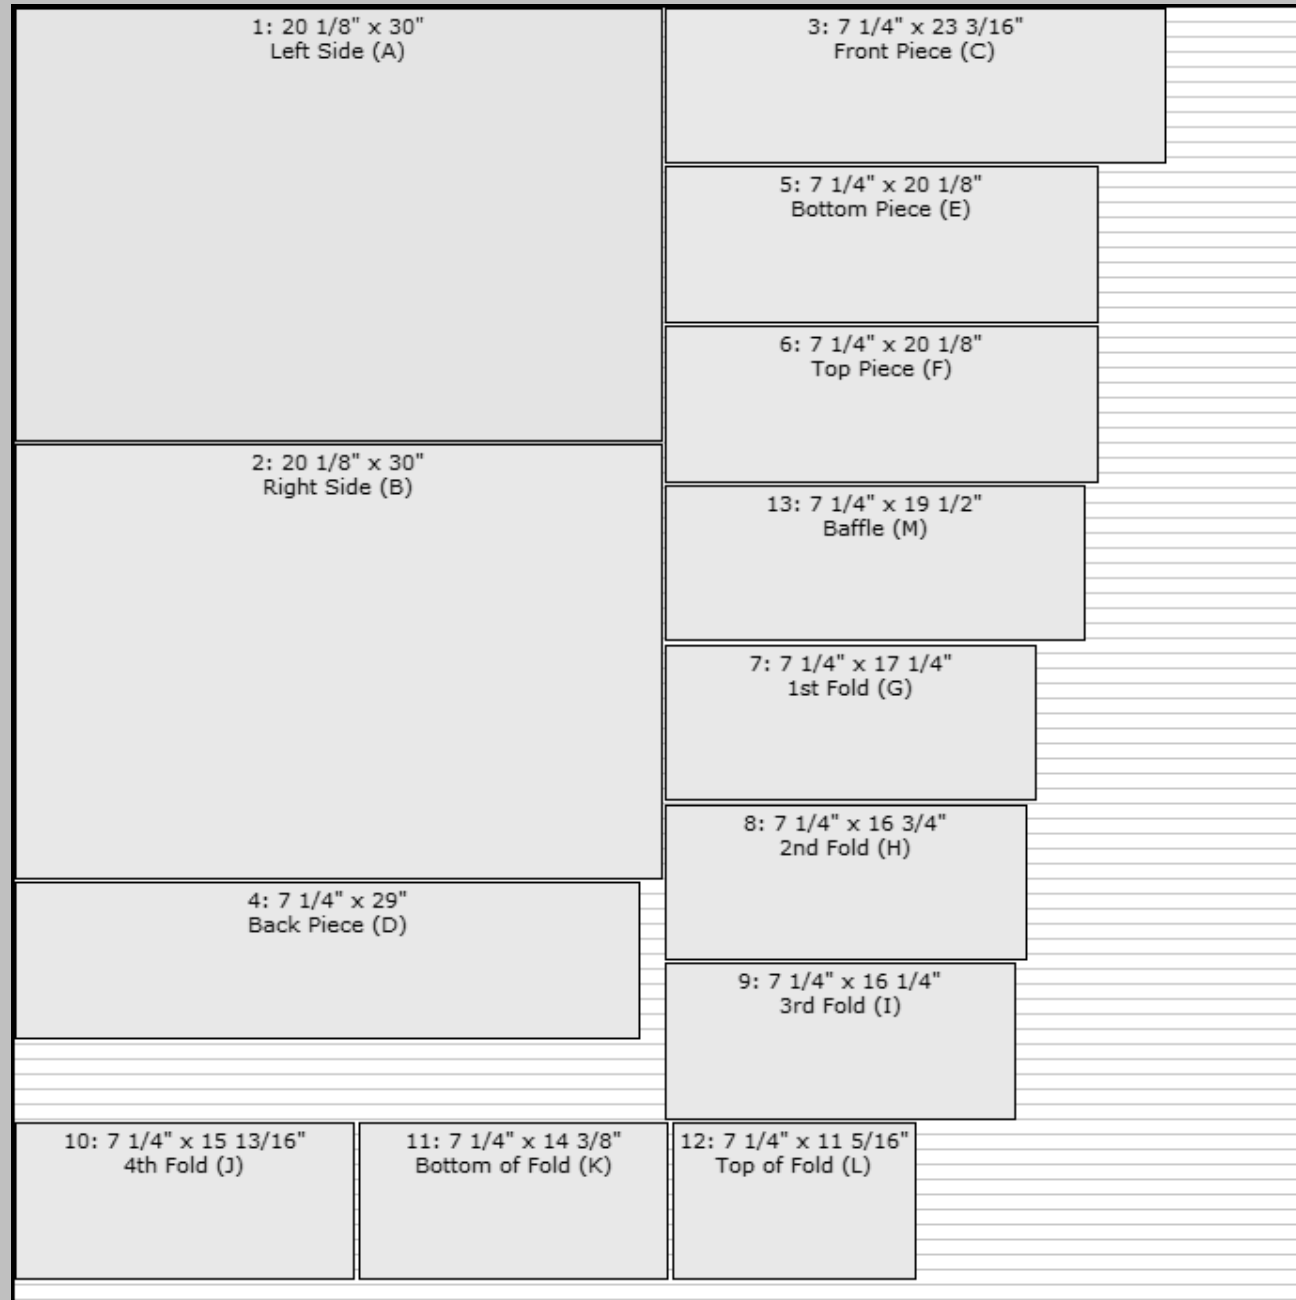 1: 20 1/8" x 30"
Left Side (A)
3: 7 1/4" x 23 3/16"
Front Piece (C)
5: 7 1/4" x 20 1/8"
Bottom Piece (E)
6: 7 1/4" x 20 1/8"
Top Piece (F)
2: 20 1/8" x 30"
Right Side (B)
13: 7 1/4" x 19 1/2"
Baffle (M)
7: 7 1/4" x 17 1/4"
1st Fold (G)
8: 7 1/4" x 16 3/4"
2nd Fold (H)
4: 7 1/4" x 29"
Back Piece (D)
9: 7 1/4" x 16 1/4"
3rd Fold (I)
10: 7 1/4" x 15 13/16"
4th Fold (J)
11: 7 1/4" x 14 3/8"
Bottom of Fold (K)
12: 7 1/4" x 11 5/16"
Top of Fold (L)